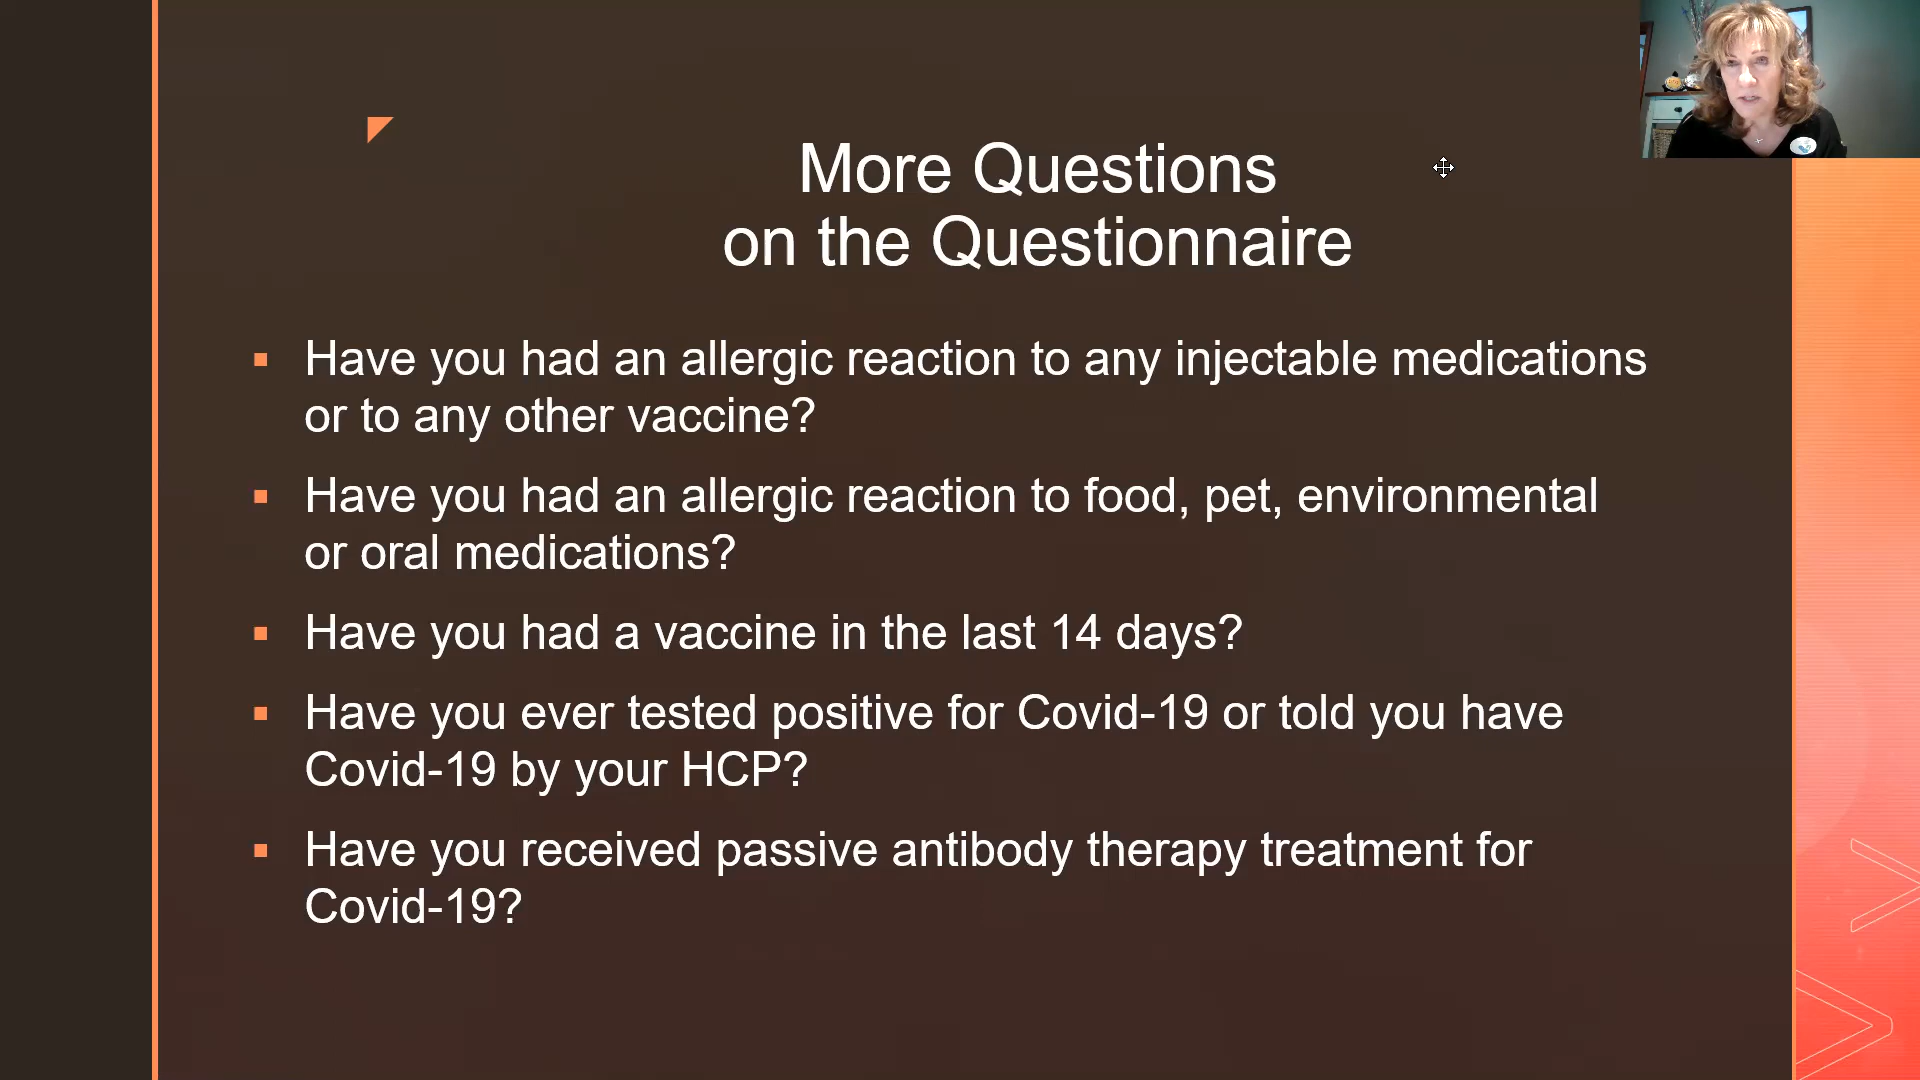 More Questions
on the Questionnaire
Have you had an allergic reaction to any injectable medications
or to any other vaccine?
Have you had an allergic reaction to food, pet, environmental
or oral medications?
Have you had a vaccine in the last 14 days?
Have you ever tested positive for Covid-19 or told you have
Covid-19 by your HCP?
Have you received passive antibody therapy treatment for
Covid-19?